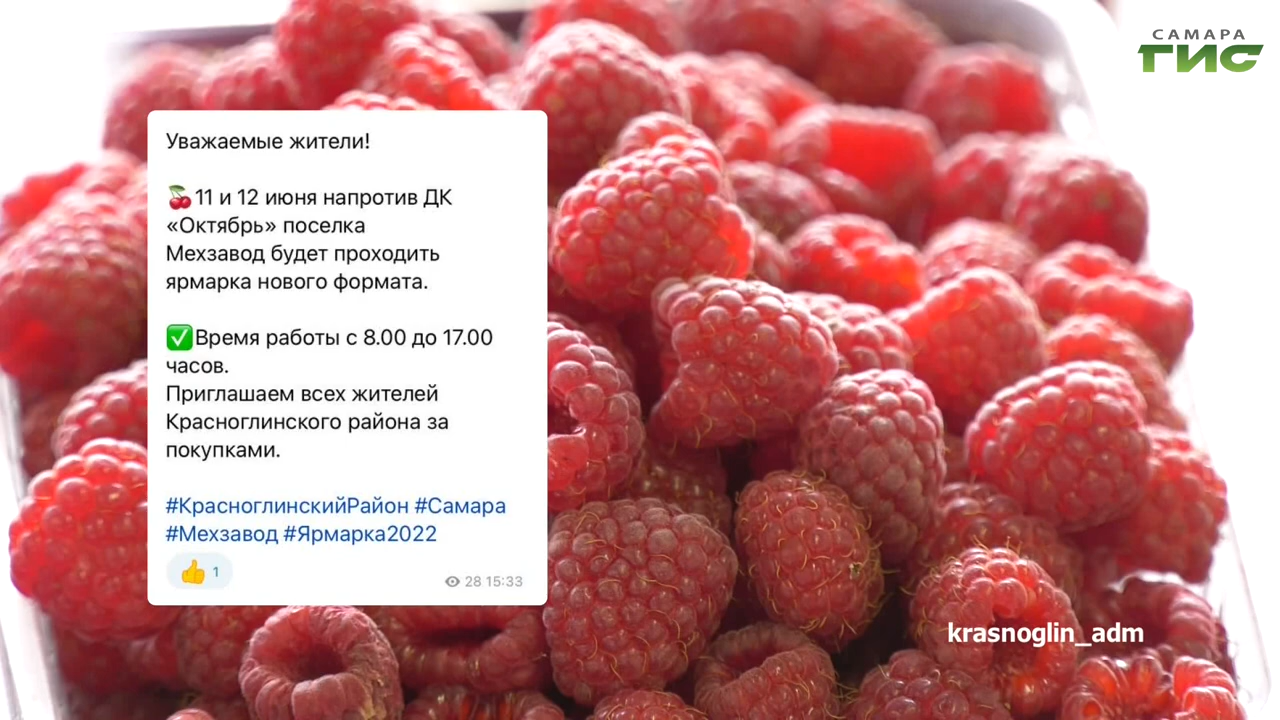 САМАРА
ГИС
Уважаемые жители!
🍒11 и 12 июня напротив ДК
«Октябрь» поселка
Мехзавод будет проходить
ярмарка нового формата.
✅Время работы с 8.00 до 17.00
часов.
Приглашаем всех жителей
Красноглинского района за
покупками.
#КрасноглинскийРайон #Самара
#Мехзавод #Ярмарка2022
👍 1
28 15:33
krasnoglin_adm